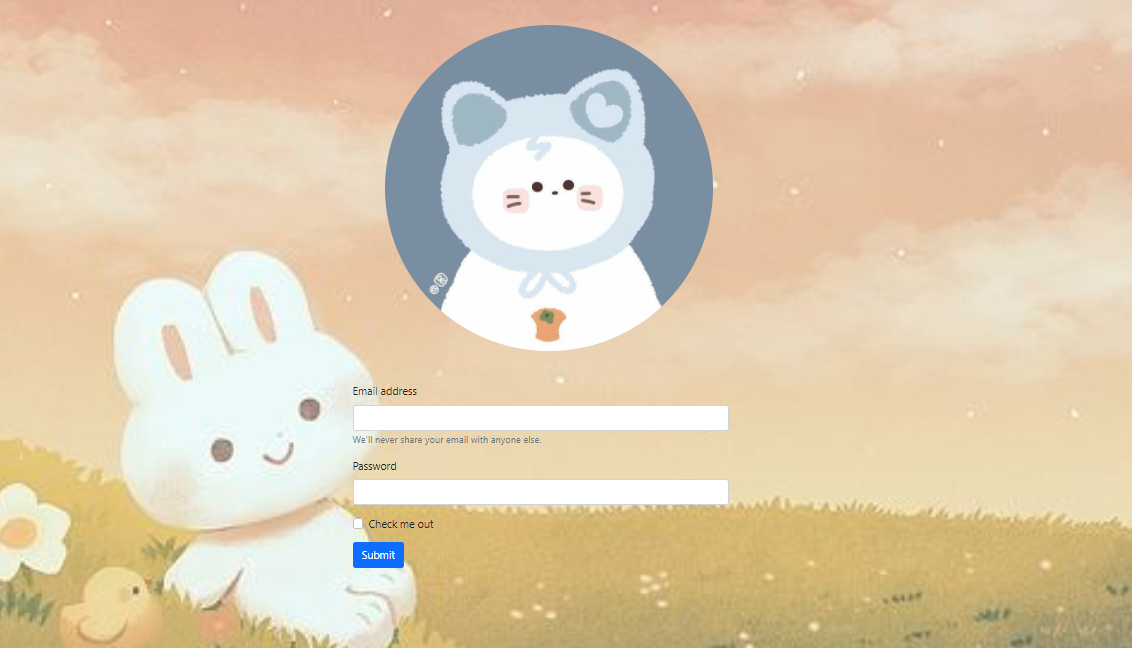 Email address
We'll never share your email with anyone else.
Password
Check me out
Submit